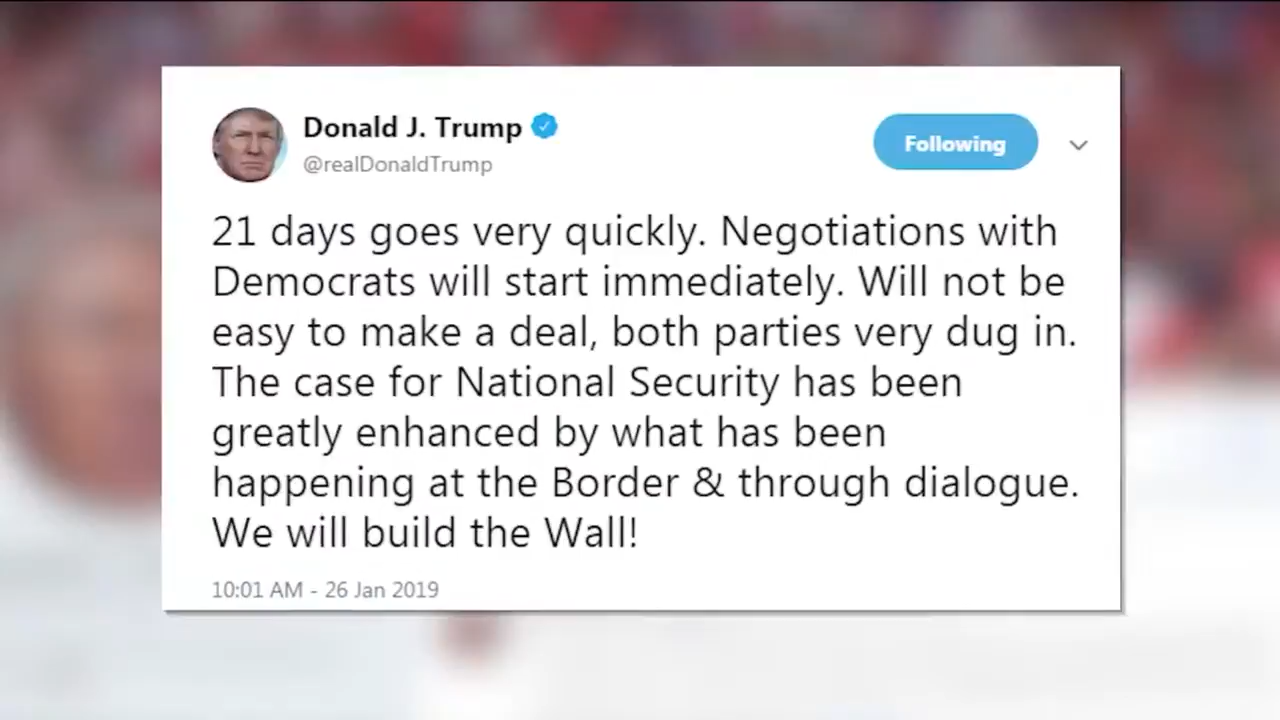 Donald J. Trump
@realDonaldTrump
Following
21 days goes very quickly. Negotiations with
Democrats will start immediately. Will not be
easy to make a deal, both parties very dug in.
The case for National Security has been
greatly enhanced by what has been
happening at the Border & through dialogue.
We will build the Wall!
10:01 AM - 26 Jan 2019